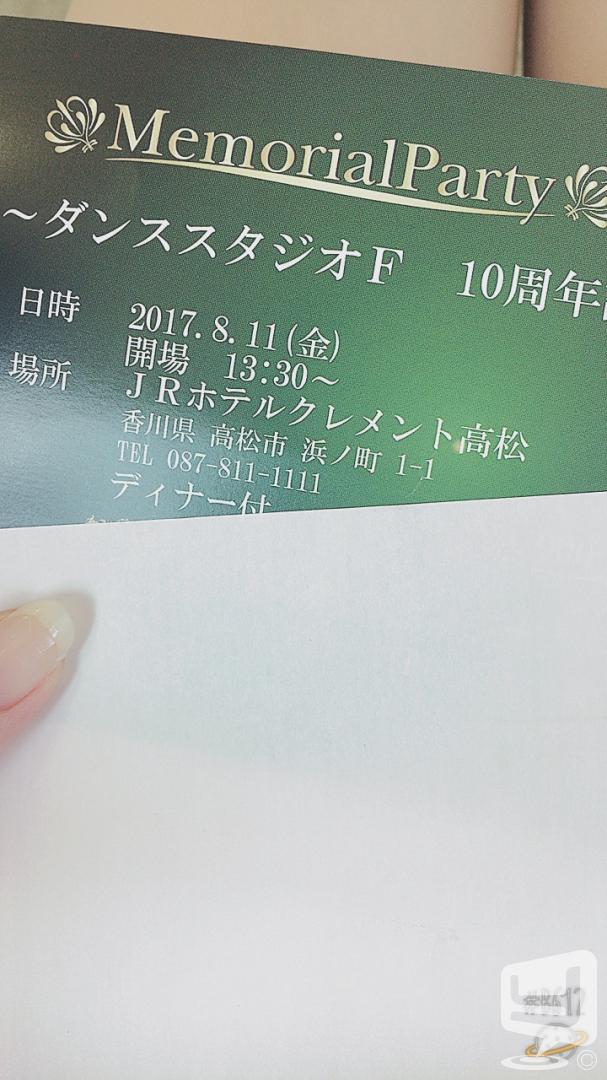 MemorialParty
～ダンススタジオF 10周年
日時 2017.8.11(金)
開場 13:30～
場所 JRホテルクレメント高松
香川県 高松市 浜ノ町 1-1
TEL 087-811-1111
ディナー付